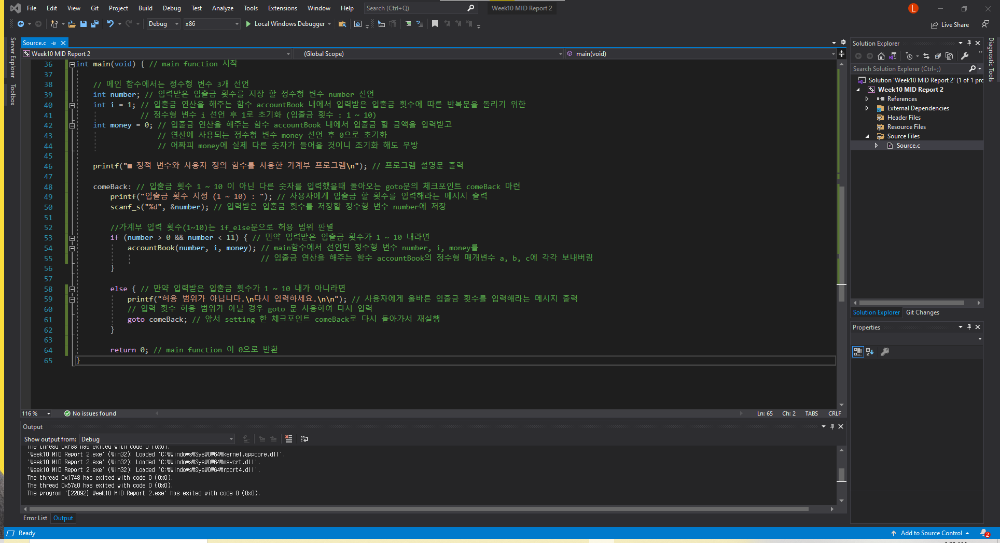 File Edit View Git Project Build Debug Test Analyze Tools Extensions Window Help Search (Ctrl+Q) Week10 MID Report 2 L
Debug x86 Local Windows Debugger Live Share
Server Explorer
Toolbox
Source.c
Week10 MID Report 2 (Global Scope) main(void)
36 int main(void) { // main function 시작
37
38 // 메인 함수에서는 정수형 변수 3개 선언
39 int number; // 입력받은 입출금 횟수를 저장 할 정수형 변수 number 선언
40 int i = 1; // 입출금 연산을 해주는 함수 accountBook 내에서 입력받은 입출금 횟수에 따른 반복문을 돌리기 위한
41 // 정수형 변수 i 선언 후 1로 초기화 (입출금 횟수 : 1 ~ 10)
42 int money = 0; // 입출금 연산을 해주는 함수 accountBook 내에서 입출금 할 금액을 입력받고
43 // 연산에 사용되는 정수형 변수 money 선언 후 0으로 초기화
44 // 어짜피 money에 실제 다른 숫자가 들어올 것이니 초기화 해도 무방
45
46 printf("■ 정적 변수와 사용자 정의 함수를 사용한 가계부 프로그램\n"); // 프로그램 설명문 출력
47
48 comeBack: // 입출금 횟수 1 ~ 10 이 아닌 다른 숫자를 입력했을때 돌아오는 goto문의 체크포인트 comeBack 마련
49 printf("입출금 횟수 지정 (1 ~ 10) : "); // 사용자에게 입출금 할 횟수를 입력해라는 메시지 출력
50 scanf_s("%d", &number); // 입력받은 입출금 횟수를 저장할 정수형 변수 number에 저장
51
52 //가계부 입력 횟수(1~10)는 if_else문으로 허용 범위 판별
53 if (number > 0 && number < 11) { // 만약 입력받은 입출금 횟수가 1 ~ 10 내라면
54 accountBook(number, i, money); // main함수에서 선언된 정수형 변수 number, i, money를
55 // 입출금 연산을 해주는 함수 accountBook의 정수형 매개변수 a, b, c에 각각 보내버림
56 }
57
58 else { // 만약 입력받은 입출금 횟수가 1 ~ 10 내가 아니라면
59 printf("허용 범위가 아닙니다.\n다시 입력하세요.\n\n"); // 사용자에게 올바른 입출금 횟수를 입력해라는 메시지 출력
60 // 입력 횟수 허용 범위가 아닐 경우 goto 문 사용하여 다시 입력
61 goto comeBack; // 앞서 setting 한 체크포인트 comeBack로 다시 돌아가서 재실행
62 }
63
64 return 0; // main function 이 0으로 반환
65 }
116 % No issues found Ln: 65 Ch: 2 TABS CRLF
Output
Show output from: Debug
The thread 0xf88 has exited with code 0 (0x0).
'Week10 MID Report 2.exe' (Win32): Loaded 'C:₩Windows₩SysWOW64₩kernel.appcore.dll'.
'Week10 MID Report 2.exe' (Win32): Loaded 'C:₩Windows₩SysWOW64₩msvcrt.dll'.
'Week10 MID Report 2.exe' (Win32): Loaded 'C:₩Windows₩SysWOW64₩rpcrt4.dll'.
The thread 0x1748 has exited with code 0 (0x0).
The thread 0x57a0 has exited with code 0 (0x0).
The program '[22092] Week10 MID Report 2.exe' has exited with code 0 (0x0).
Error List Output
Solution Explorer
Search Solution Explorer (Ctrl+;)
Solution 'Week10 MID Report 2' (1 of 1 pro
Week10 MID Report 2
References
External Dependencies
Header Files
Resource Files
Source Files
Source.c
Solution Explorer Git Changes
Properties
Diagnostic Tools
Ready Add to Source Control 2